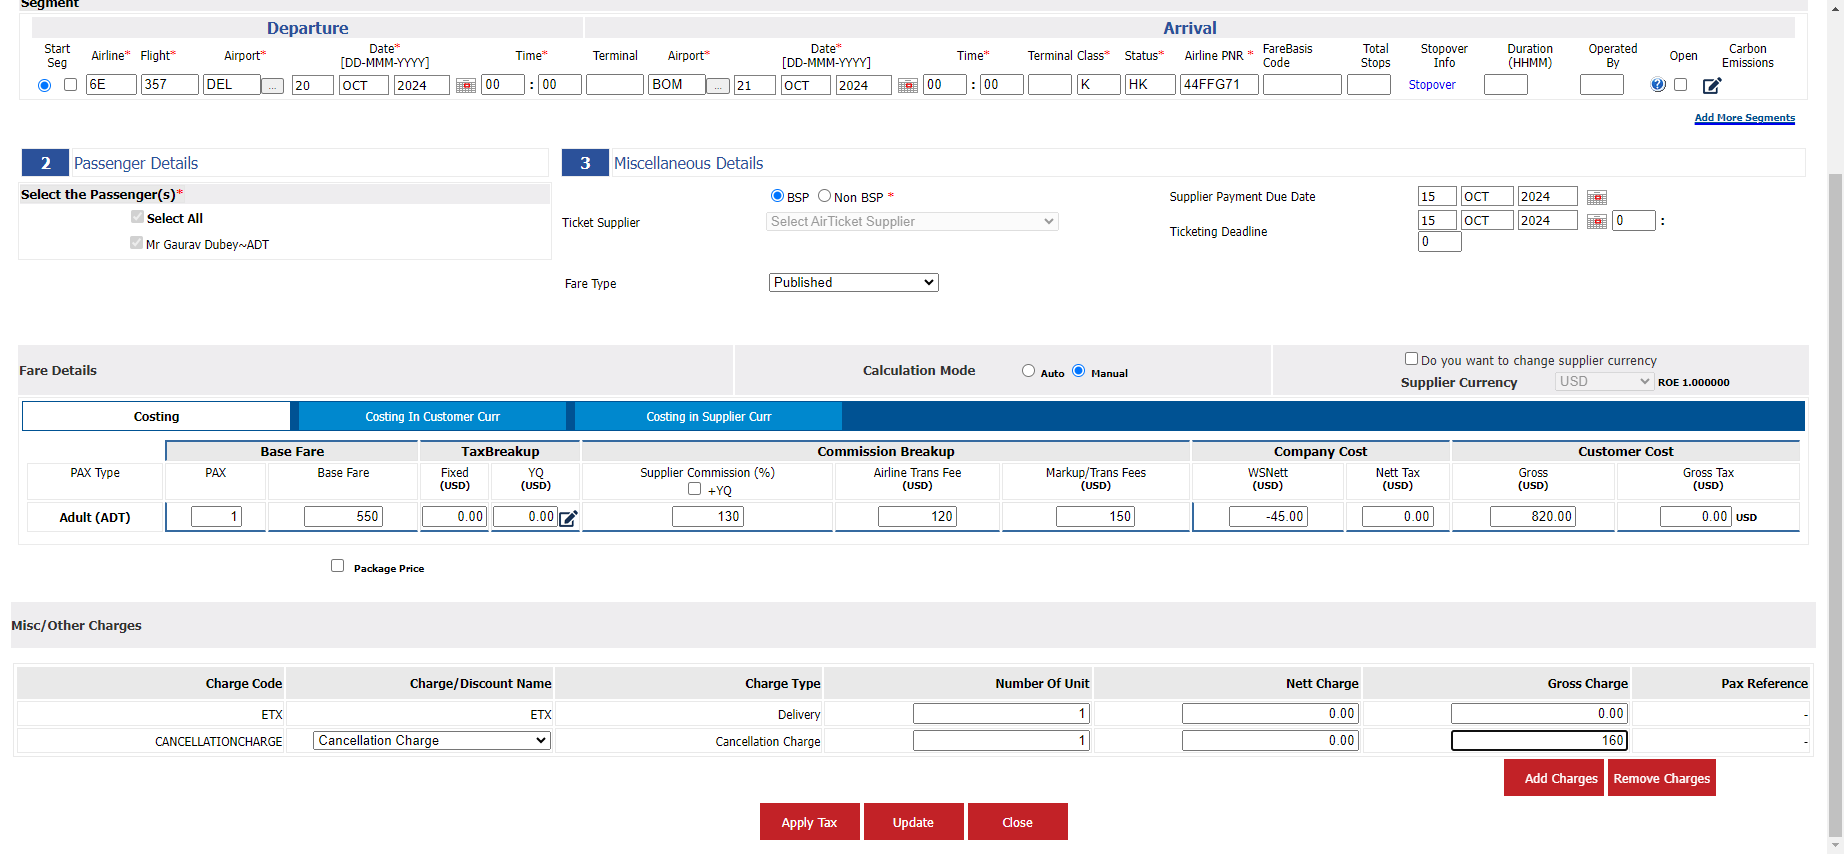 Segment
Departure Arrival
Start Seg Airline* Flight* Airport* Date* [DD-MMM-YYYY] Time* Terminal Airport* Date* [DD-MMM-YYYY] Time* Terminal Class* Status* Airline PNR * FareBasis Code Total Stops Stopover Info Duration (HHMM) Operated By Open Carbon Emissions
6E 357 DEL ... 20 OCT 2024 00 : 00 BOM ... 21 OCT 2024 00 : 00 K HK 44FFG71 Stopover ?
Add More Segments
2 Passenger Details
Select the Passenger(s)*
Select All
Mr Gaurav Dubey~ADT
3 Miscellaneous Details
BSP Non BSP *
Ticket Supplier Select AirTicket Supplier
Supplier Payment Due Date 15 OCT 2024
Ticketing Deadline 15 OCT 2024 0 :
0
Fare Type Published
Fare Details Calculation Mode Auto Manual
Do you want to change supplier currency
Supplier Currency USD ROE 1.000000
Costing Costing In Customer Curr Costing in Supplier Curr
Base Fare TaxBreakup Commission Breakup Company Cost Customer Cost
PAX Type PAX Base Fare Fixed (USD) YQ (USD) Supplier Commission (%) +YQ Airline Trans Fee (USD) Markup/Trans Fees (USD) WSNett (USD) Nett Tax (USD) Gross (USD) Gross Tax (USD)
Adult (ADT) 1 550 0.00 0.00 130 120 150 -45.00 0.00 820.00 0.00 USD
Package Price
Misc/Other Charges
Charge Code Charge/Discount Name Charge Type Number Of Unit Nett Charge Gross Charge Pax Reference
ETX ETX Delivery 1 0.00 0.00 -
CANCELLATIONCHARGE Cancellation Charge Cancellation Charge 1 0.00 160 -
Add Charges Remove Charges
Apply Tax Update Close